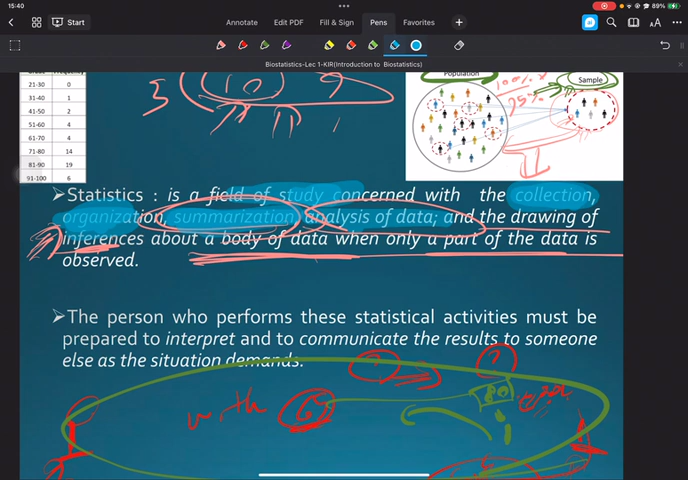 15:40
89%
Start
Annotate Edit PDF Fill & Sign Pens Favorites
Biostatistics-Lec 1-KIR(Introduction to Biostatistics)
21-30 0
31-40 1
41-50 2
51-60 4
61-70 4
71-80 14
81-90 19
91-100 6
3 10 9
Population
Sample
100%
75%
➢Statistics : is a field of study concerned with the collection,
organization, summarization, analysis of data; and the drawing of
inferences about a body of data when only a part of the data is
observed.
➢The person who performs these statistical activities must be
prepared to interpret and to communicate the results to someone
else as the situation demands.
with